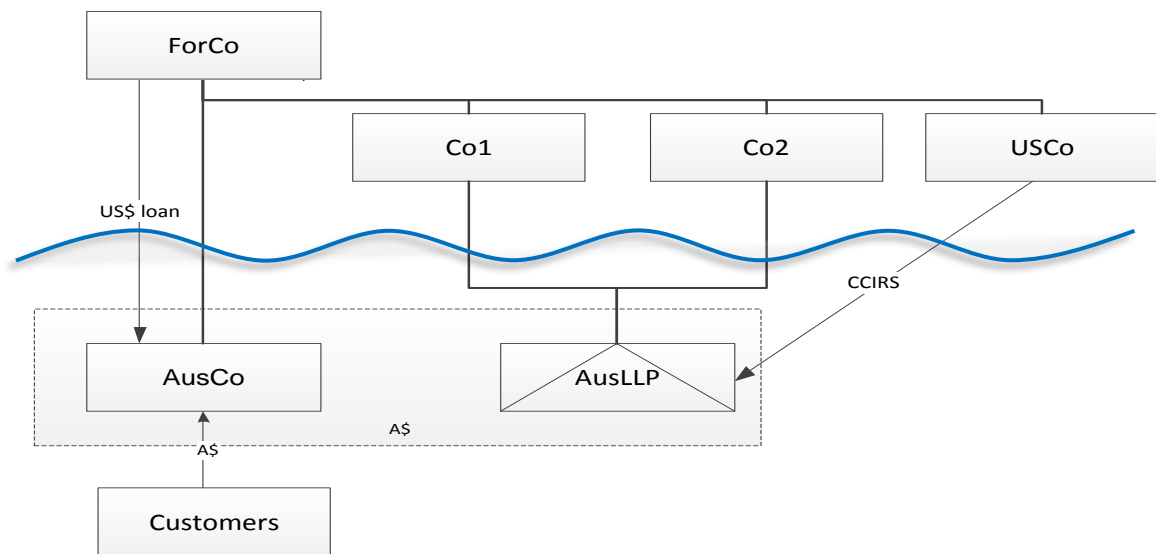 ForCo
Co1
Co2
USCo
US$ loan
CCIRS
AusCo
AusLLP
A$
A$
Customers